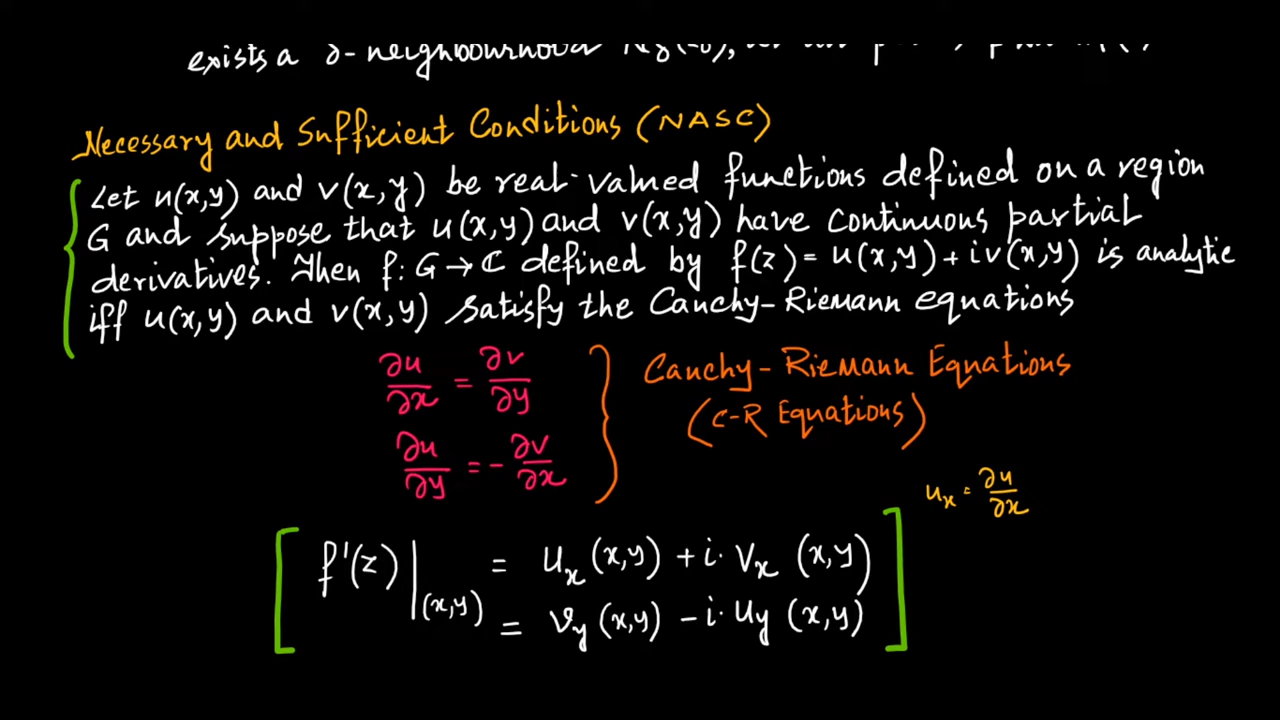 exists a δ-neighbourhood
Necessary and Sufficient Conditions (NASC)
Let u(x,y) and v(x,y) be real-valued functions defined on a region
G and suppose that u(x,y) and v(x,y) have continuous partial
derivatives. Then f: G → ℂ defined by f(z) = u(x,y) + i v(x,y) is analytic
iff u(x,y) and v(x,y) satisfy the Cauchy-Riemann equations
∂u/∂x = ∂v/∂y
∂u/∂y = - ∂v/∂x
Cauchy-Riemann Equations
(C-R Equations)
u_x = ∂u/∂x
f'(z)|_(x,y) = u_x (x,y) + i· v_x (x,y)
= v_y (x,y) - i· u_y (x,y)